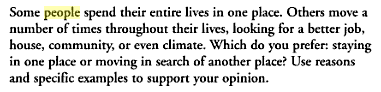 Some people spend their entire lives in one place. Others move a
number of times throughout their lives, looking for a better job,
house, community, or even climate. Which do you prefer: staying
in one place or moving in search of another place? Use reasons
and specific examples to support your opinion.